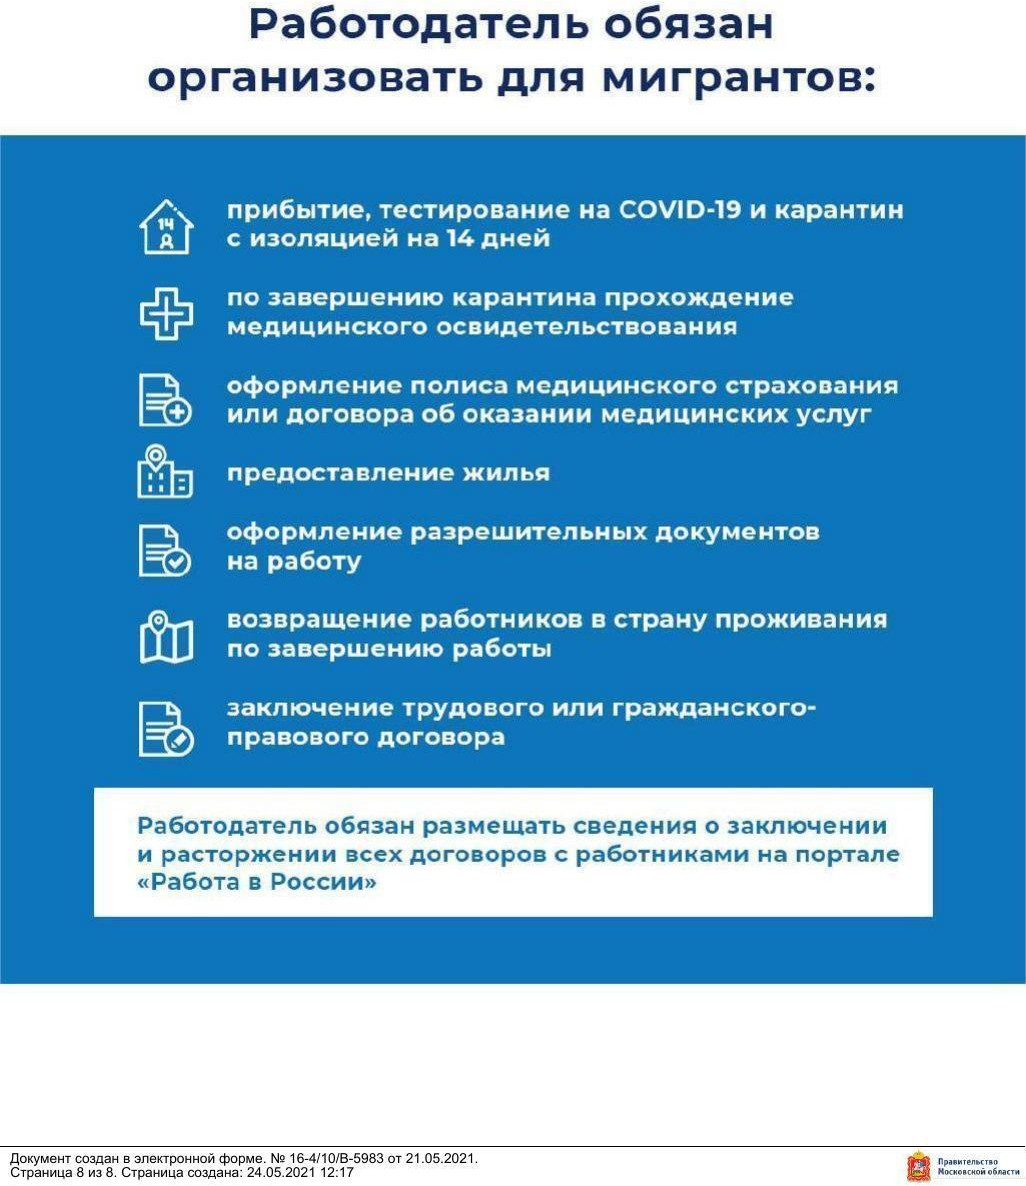 Работодатель обязан
организовать для мигрантов:
14
Д
прибытие, тестирование на COVID-19 и карантин
с изоляцией на 14 дней
по завершению карантина прохождение
медицинского освидетельствования
оформление полиса медицинского страхования
или договора об оказании медицинских услуг
предоставление жилья
оформление разрешительных документов
на работу
возвращение работников в страну проживания
по завершению работы
заключение трудового или гражданского-
правового договора
Работодатель обязан размещать сведения о заключении
и расторжении всех договоров с работниками на портале
«Работа в России»
Документ создан в электронной форме. № 16-4/10/В-5983 от 21.05.2021.
Страница 8 из 8. Страница создана: 24.05.2021 12:17
Правительство
Московской области